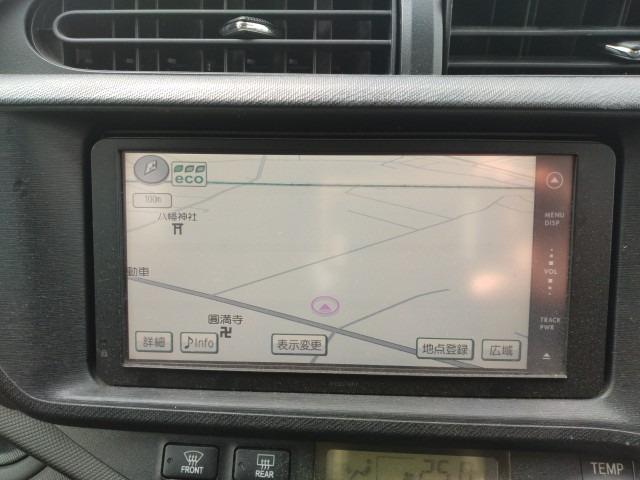 eco
100m
八幡神社
動車
圓満寺
詳細
♪Info
表示変更
地点登録
広域
MENU
DISP
VOL
TRACK
PWR
FRONT
REAR
TEMP